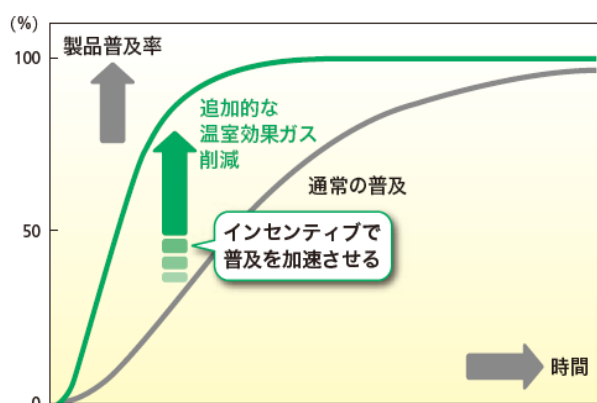 (%)
製品普及率
100
追加的な
温室効果ガス
削減
通常の普及
50
インセンティブで
普及を加速させる
時間
0